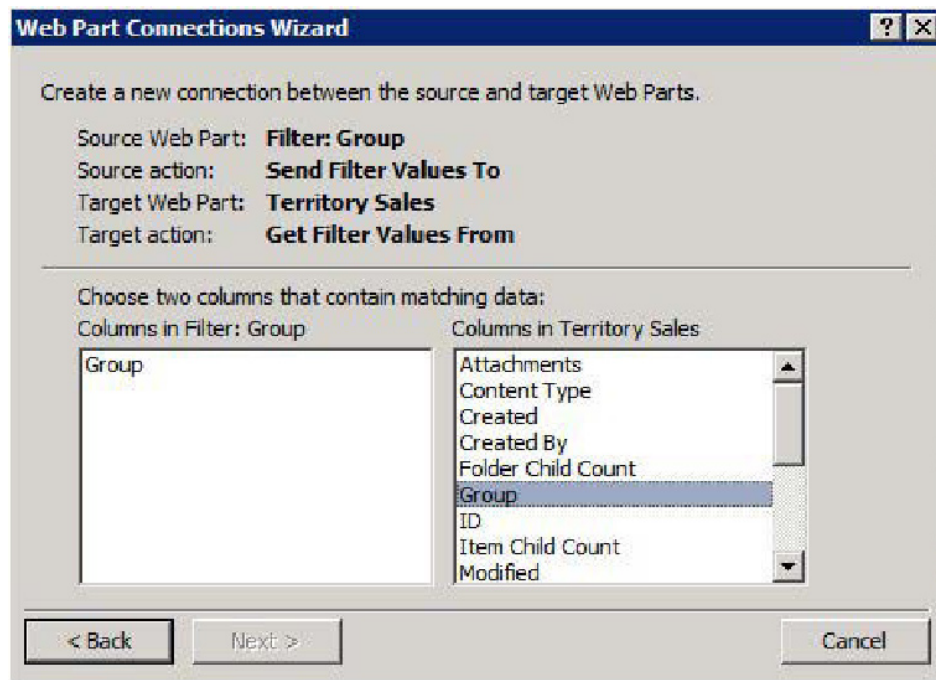 Web Part Connections Wizard
Create a new connection between the source and target Web Parts.
Source Web Part: Filter: Group
Source action: Send Filter Values To
Target Web Part: Territory Sales
Target action: Get Filter Values From
Choose two columns that contain matching data:
Columns in Filter: Group
Group
Columns in Territory Sales
Attachments
Content Type
Created
Created By
Folder Child Count
Group
ID
Item Child Count
Modified
< Back
Next >
Cancel